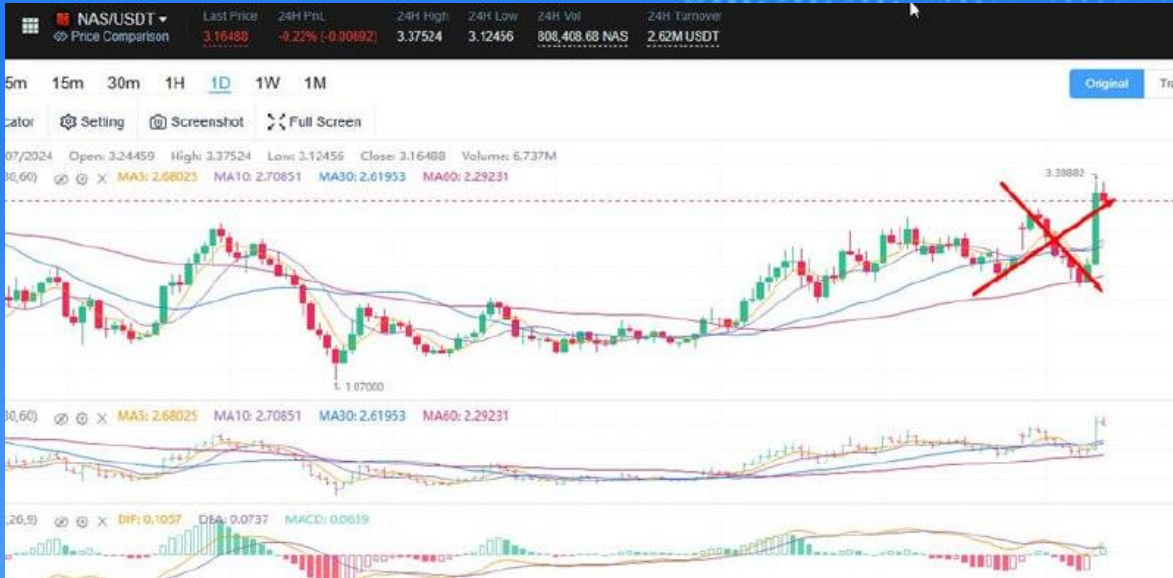 NAS/USDT Last Price 24H PnL 24H High 24H Low 24H Vol 24H Turnover
Price Comparison 3.16488 -0.22% (-0.00692) 3.37524 3.12456 808,408.68 NAS 2.62M USDT
5m 15m 30m 1H 1D 1W 1M Original Tra
cator Setting Screenshot Full Screen
07/2024 Open: 3.24459 High: 3.37524 Low: 3.12456 Close: 3.16488 Volume: 6.737M
30,60) MA5: 2.68025 MA10: 2.70851 MA30: 2.61953 MA60: 2.29231
3.38882
1.07000
30,60) MA5: 2.68025 MA10: 2.70851 MA30: 2.61953 MA60: 2.29231
,26,9) DIF: 0.1057 DEA: 0.0737 MACD: 0.0639